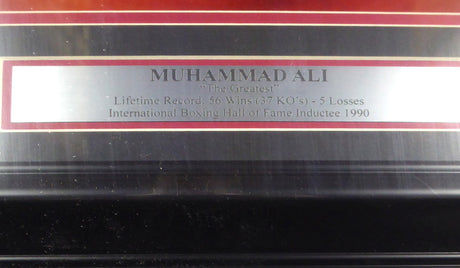 MUHAMMAD ALI
"The Greatest"
Lifetime Record: 56 Wins (37 KO's) - 5 Losses
International Boxing Hall of Fame Inductee 1990